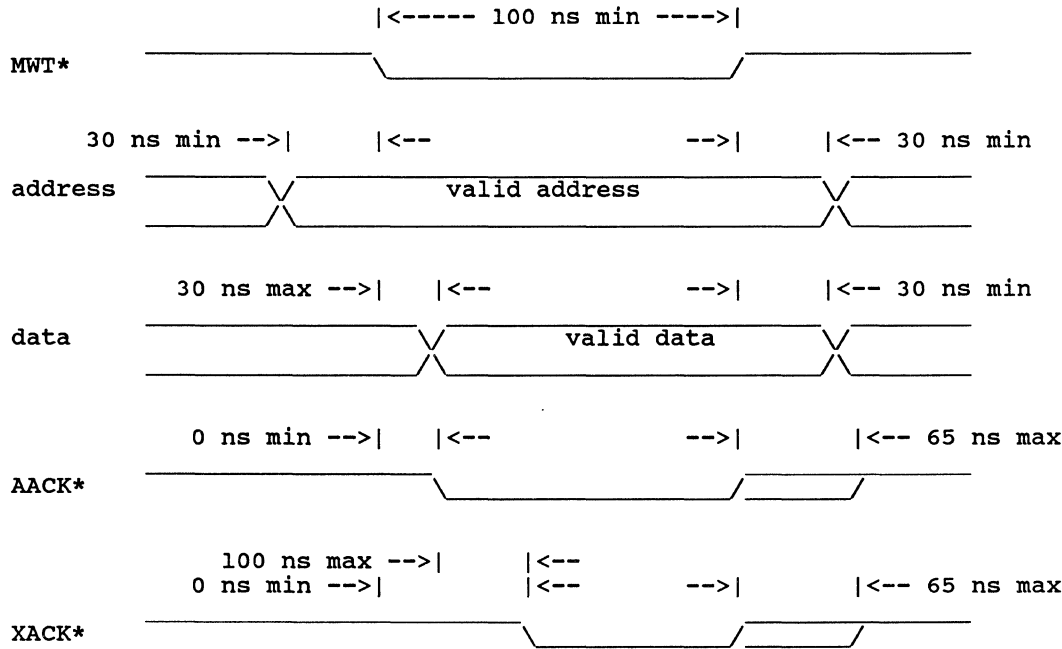 |<----- 100 ns min ---->|
MWT*
30 ns min -->| |<-- -->| |<-- 30 ns min
address valid address
30 ns max -->| |<-- -->| |<-- 30 ns min
data valid data
0 ns min -->| |<-- -->| |<-- 65 ns max
AACK*
100 ns max -->| |<--
0 ns min -->| |<-- -->| |<-- 65 ns max
XACK*